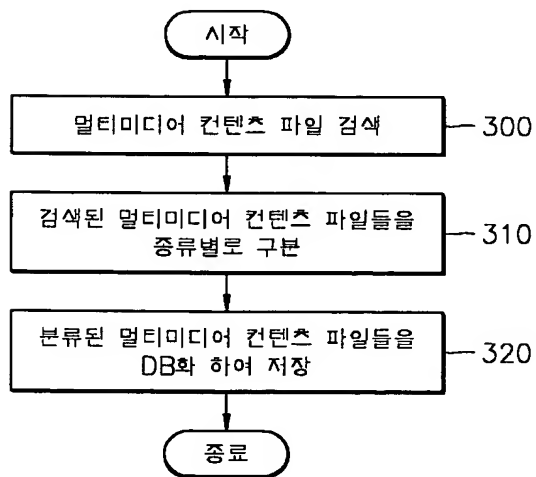 시작
멀티미디어 컨텐츠 파일 검색
300
검색된 멀티미디어 컨텐츠 파일들을
종류별로 구분
310
분류된 멀티미디어 컨텐츠 파일들을
DB화 하여 저장
320
종료